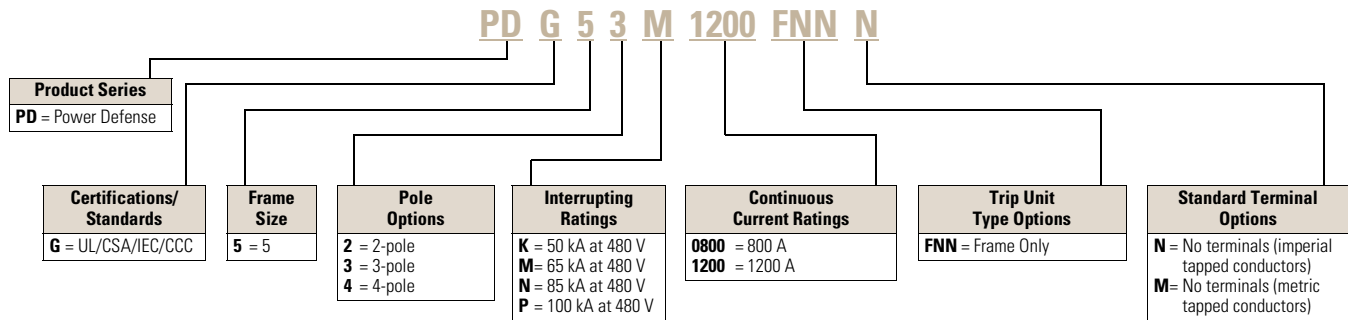 PD G 5 3 M 1200 FNN N
Product Series
PD = Power Defense
Certifications/
Standards
G = UL/CSA/IEC/CCC
Frame
Size
5 = 5
Pole
Options
2 = 2-pole
3 = 3-pole
4 = 4-pole
Interrupting
Ratings
K = 50 kA at 480 V
M= 65 kA at 480 V
N = 85 kA at 480 V
P = 100 kA at 480 V
Continuous
Current Ratings
0800 = 800 A
1200 = 1200 A
Trip Unit
Type Options
FNN = Frame Only
Standard Terminal
Options
N = No terminals (imperial
tapped conductors)
M= No terminals (metric
tapped conductors)